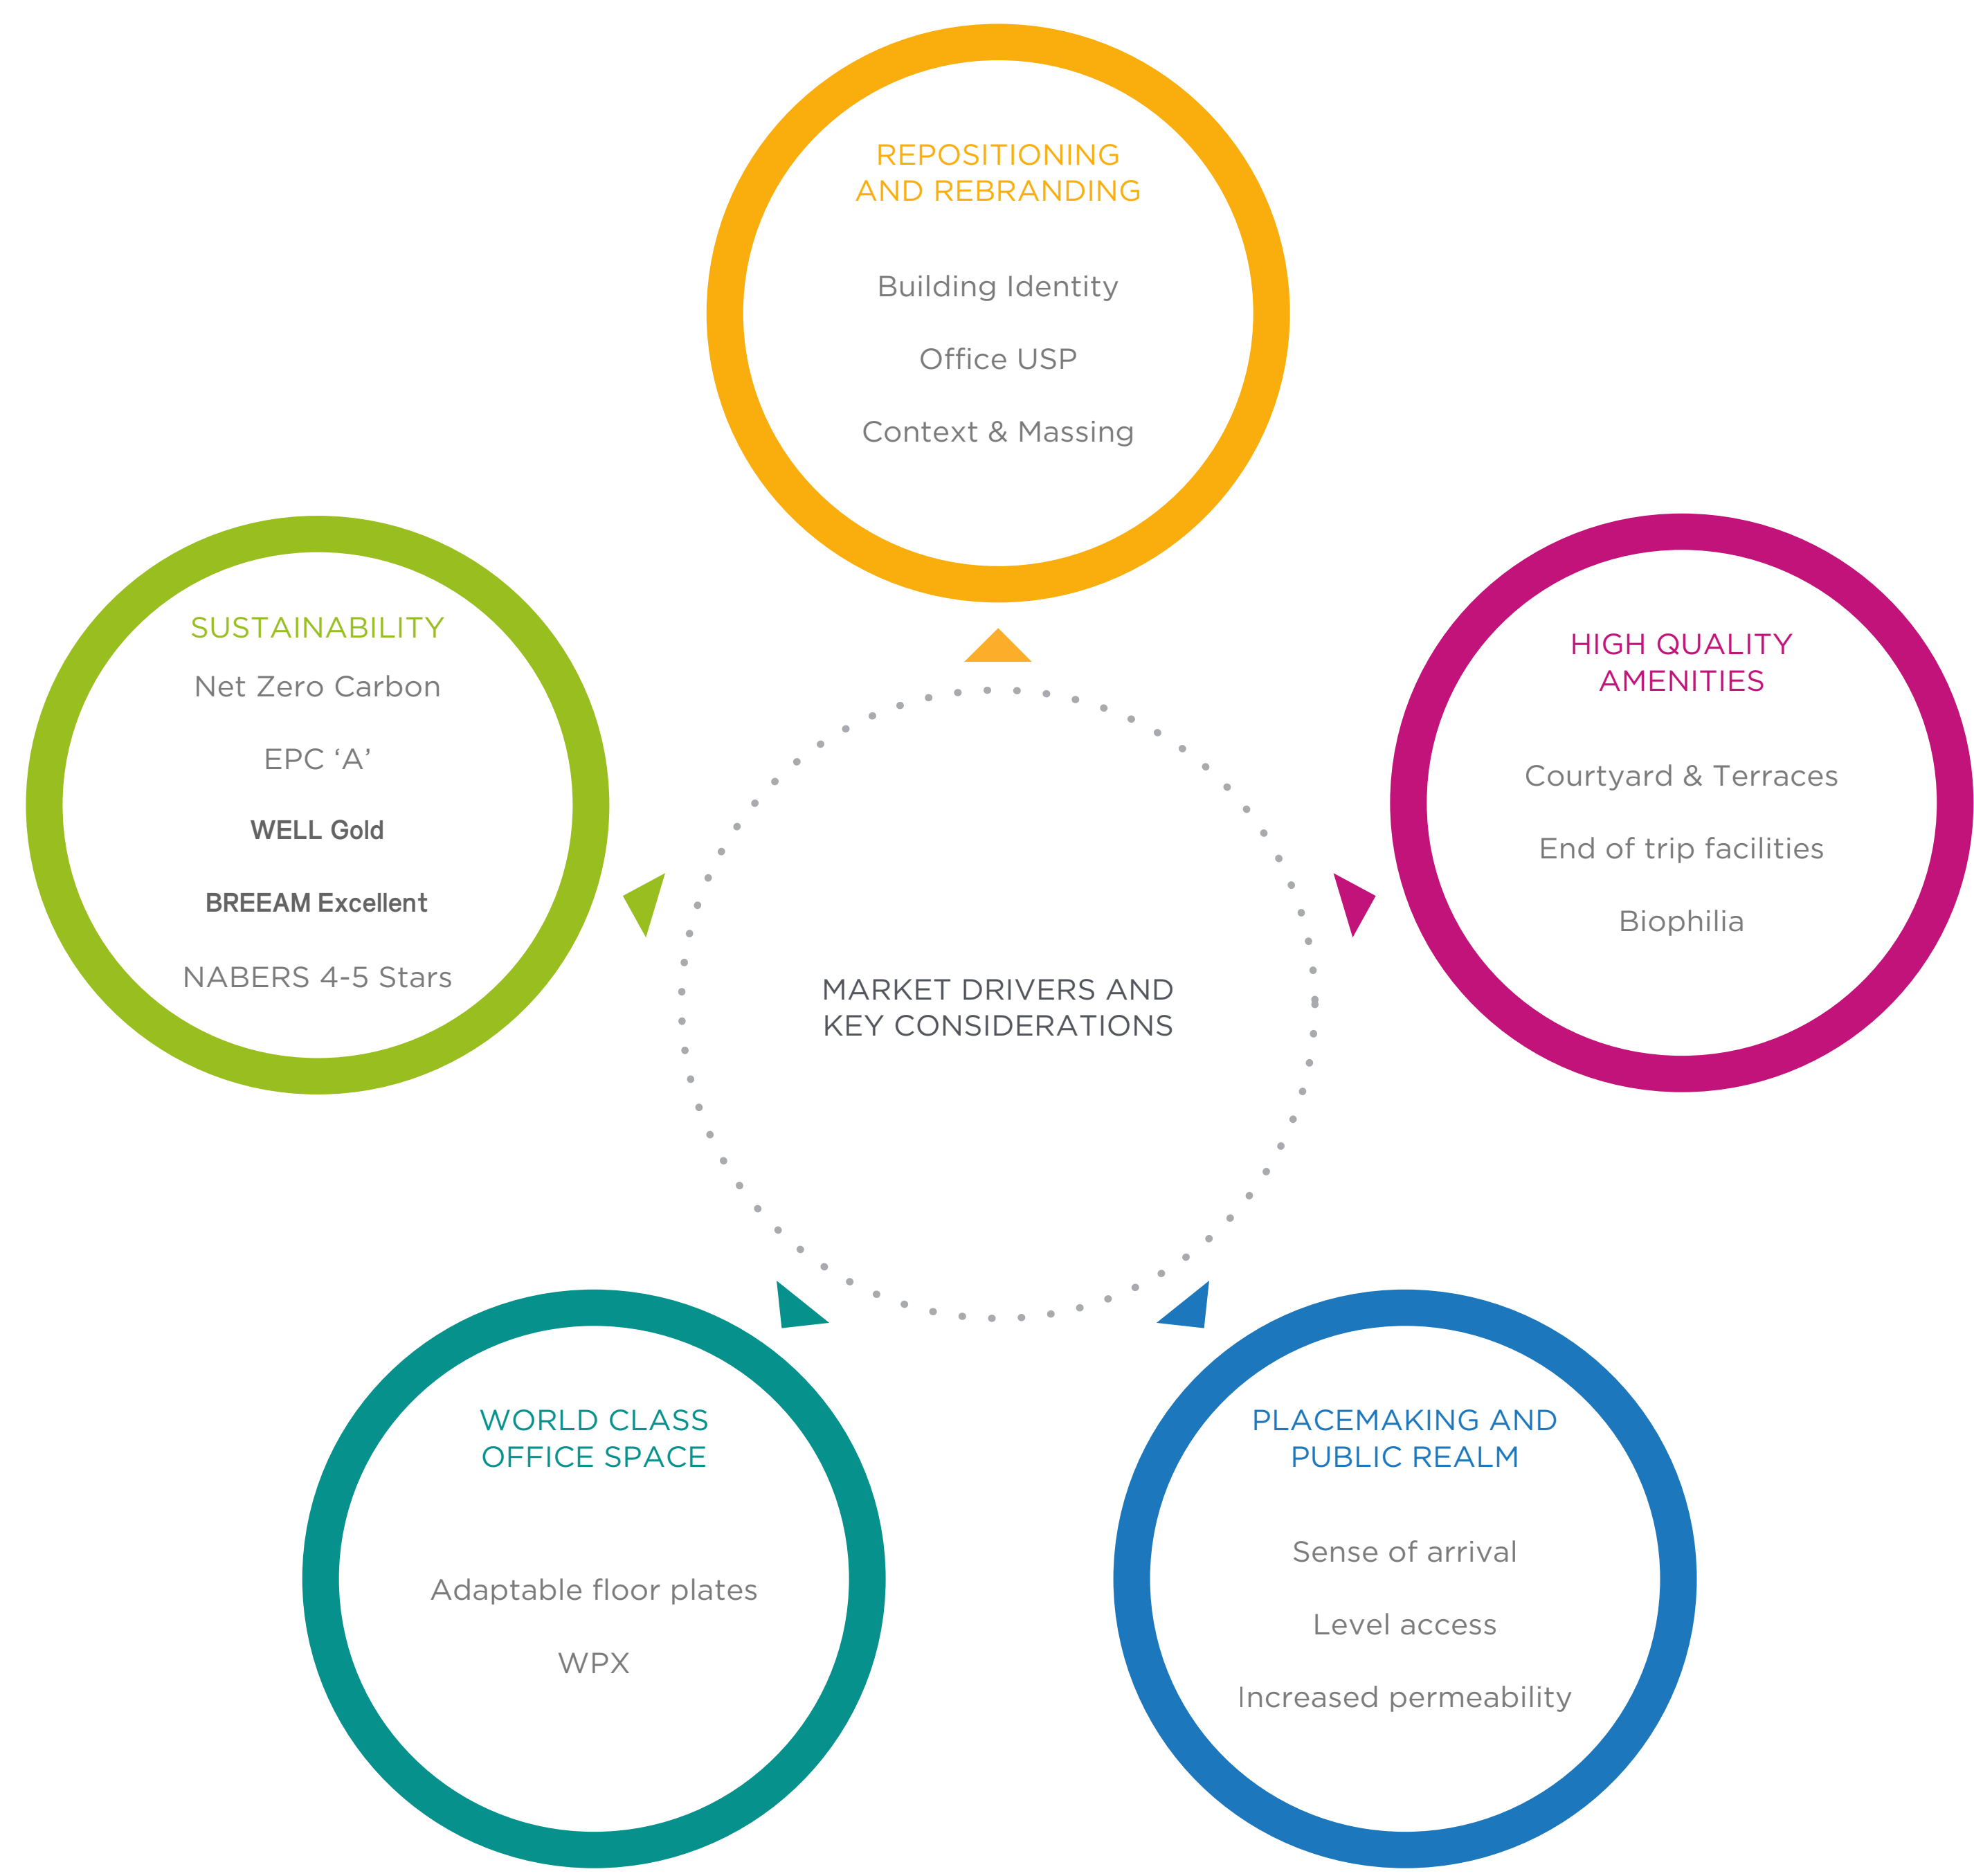 REPOSITIONING
AND REBRANDING
Building Identity
Office USP
Context & Massing
SUSTAINABILITY
Net Zero Carbon
EPC ‘A’
WELL Gold
BREEAM Excellent
NABERS 4-5 Stars
HIGH QUALITY
AMENITIES
Courtyard & Terraces
End of trip facilities
Biophilia
MARKET DRIVERS AND
KEY CONSIDERATIONS
WORLD CLASS
OFFICE SPACE
Adaptable floor plates
WPX
PLACEMAKING AND
PUBLIC REALM
Sense of arrival
Level access
Increased permeability